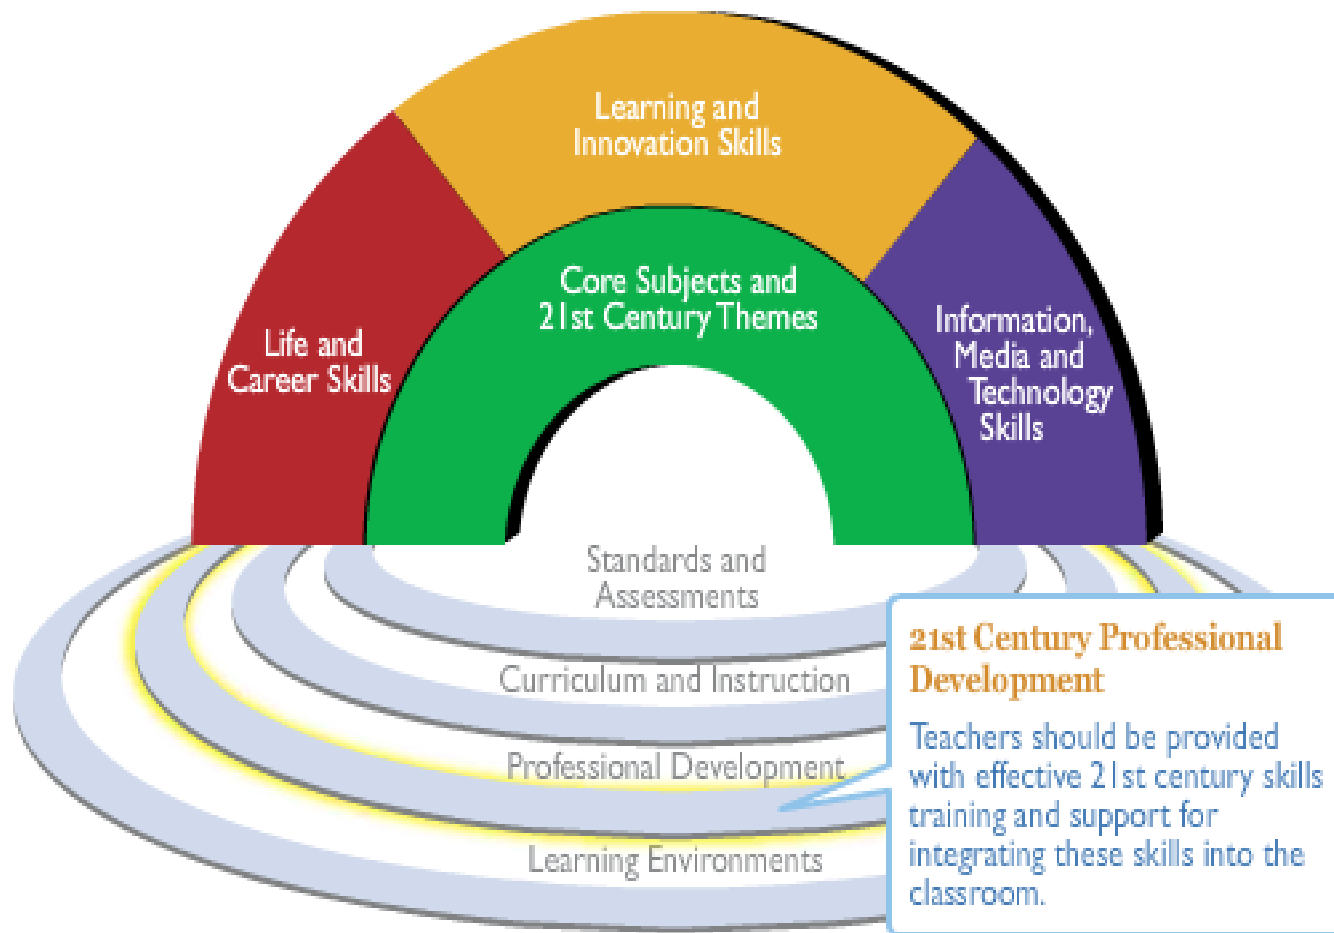 Learning and
Innovation Skills
Core Subjects and
21st Century Themes
Life and
Career Skills
Information,
Media and
Technology
Skills
Standards and
Assessments
Curriculum and Instruction
Professional Development
Learning Environments
21st Century Professional
Development
Teachers should be provided
with effective 21st century skills
training and support for
integrating these skills into the
classroom.